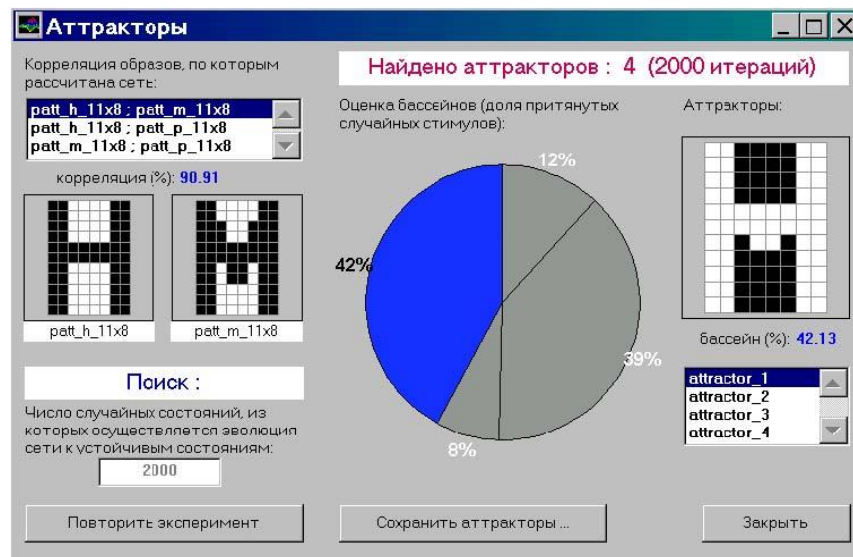 Аттракторы
Корреляция образов, по которым
рассчитана сеть:
patt_h_11x8 ; patt_m_11x8
patt_h_11x8 ; patt_p_11x8
patt_m_11x8 ; patt_p_11x8
корреляция (%): 90.91
patt_h_11x8
patt_m_11x8
Поиск :
Число случайных состояний, из
которых осуществляется эволюция
сети к устойчивым состояниям:
2000
Повторить эксперимент
Найдено аттракторов : 4 (2000 итераций)
Оценка бассейнов (доля притянутых
случайных стимулов):
12%
42%
39%
8%
Сохранить аттракторы ...
Аттракторы:
бассейн (%): 42.13
attractor_1
attractor_2
attractor_3
attractor_4
Закрыть